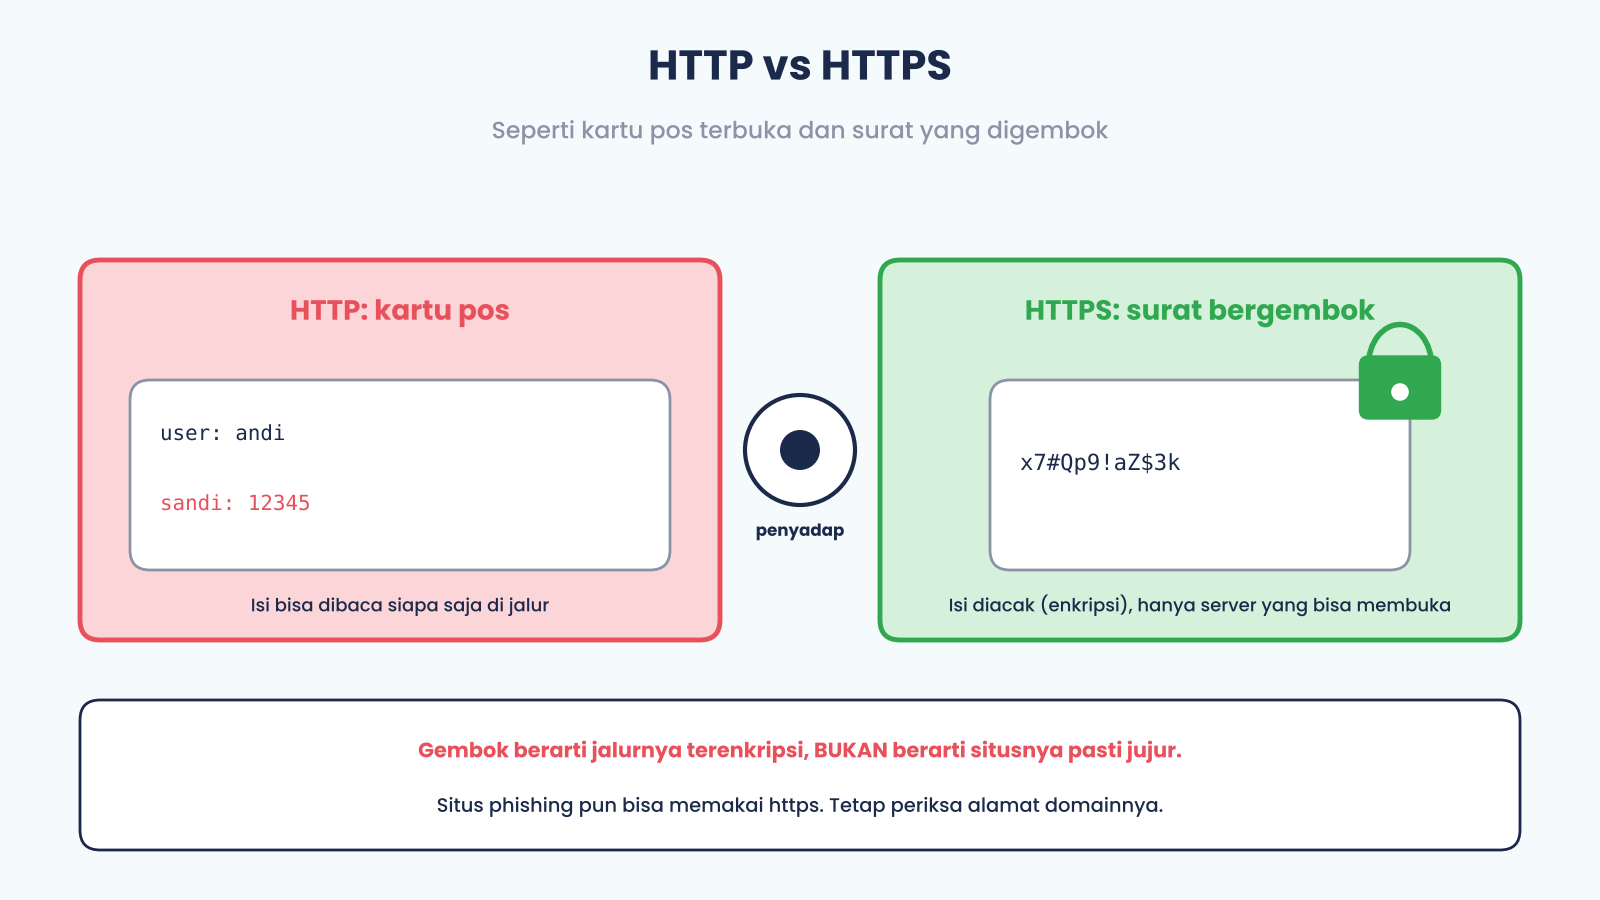 HTTP vs HTTPS
Seperti kartu pos terbuka dan surat yang digembok
HTTP: kartu pos
user: andi
sandi: 12345
Isi bisa dibaca siapa saja di jalur
penyadap
HTTPS: surat bergembok
x7#Qp9!aZ$3k
Isi diacak (enkripsi), hanya server yang bisa membuka
Gembok berarti jalurnya terenkripsi, BUKAN berarti situsnya pasti jujur.
Situs phishing pun bisa memakai https. Tetap periksa alamat domainnya.